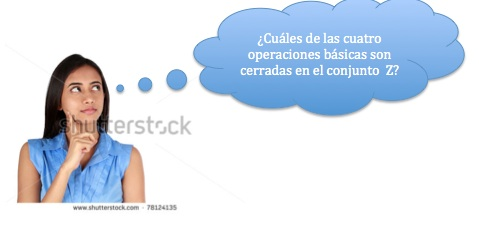 ¿Cuáles de las cuatro
operaciones básicas son
cerradas en el conjunto Z?
shutterstock
www.shutterstock.com · 78124135